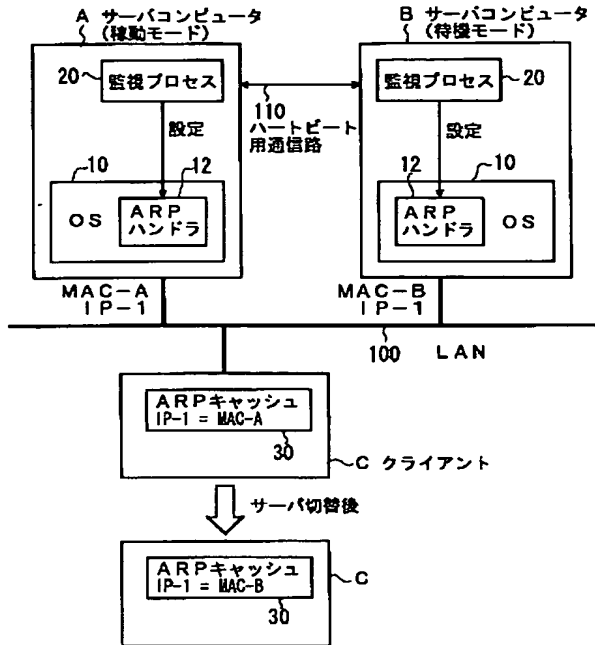 A サーバコンピュータ
(稼動モード)
B サーバコンピュータ
(待機モード)
20
監視プロセス
監視プロセス
20
110
ハートビート
用通信路
設定
設定
10
12
12
10
OS
ARP
ハンドラ
ARP
ハンドラ
OS
MAC-A
IP-1
MAC-B
IP-1
100
LAN
ARPキャッシュ
IP-1 = MAC-A
30
C クライアント
サーバ切替後
ARPキャッシュ
IP-1 = MAC-B
30
C